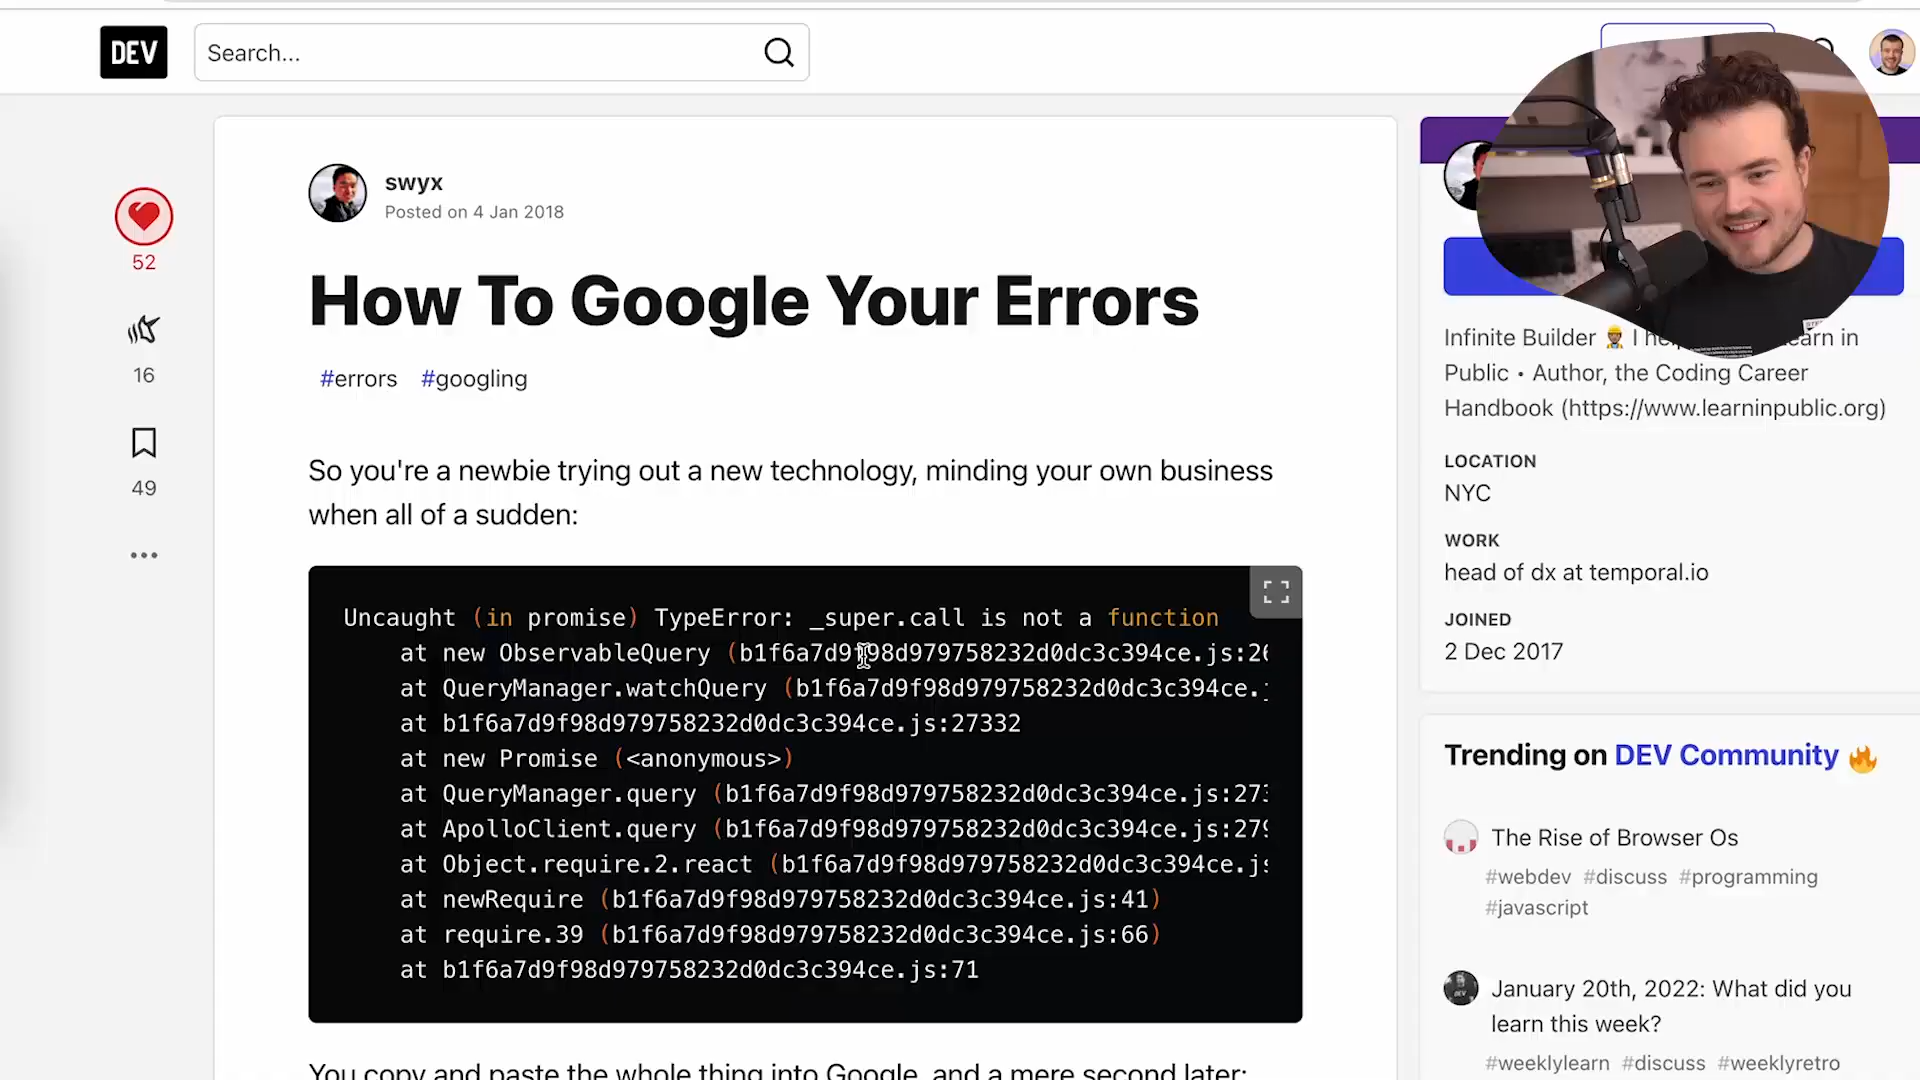 DEV
Search...
52
16
49
swyx
Posted on 4 Jan 2018
How To Google Your Errors
#errors #googling
So you're a newbie trying out a new technology, minding your own business
when all of a sudden:
Uncaught (in promise) TypeError: _super.call is not a function
at new ObservableQuery (b1f6a7d9f98d979758232d0dc3c394ce.js:26
at QueryManager.watchQuery (b1f6a7d9f98d979758232d0dc3c394ce.j
at b1f6a7d9f98d979758232d0dc3c394ce.js:27332
at new Promise (<anonymous>)
at QueryManager.query (b1f6a7d9f98d979758232d0dc3c394ce.js:273
at ApolloClient.query (b1f6a7d9f98d979758232d0dc3c394ce.js:279
at Object.require.2.react (b1f6a7d9f98d979758232d0dc3c394ce.js
at newRequire (b1f6a7d9f98d979758232d0dc3c394ce.js:41)
at require.39 (b1f6a7d9f98d979758232d0dc3c394ce.js:66)
at b1f6a7d9f98d979758232d0dc3c394ce.js:71
You copy and paste the whole thing into Google, and a mere second later:
Infinite Builder 👷🏽 I in
Public • Author, the Coding Career
Handbook (https://www.learninpublic.org)
LOCATION
NYC
WORK
head of dx at temporal.io
JOINED
2 Dec 2017
Trending on DEV Community 🔥
The Rise of Browser Os
#webdev #discuss #programming
#javascript
January 20th, 2022: What did you
learn this week?
#weeklylearn #discuss #weeklyretro